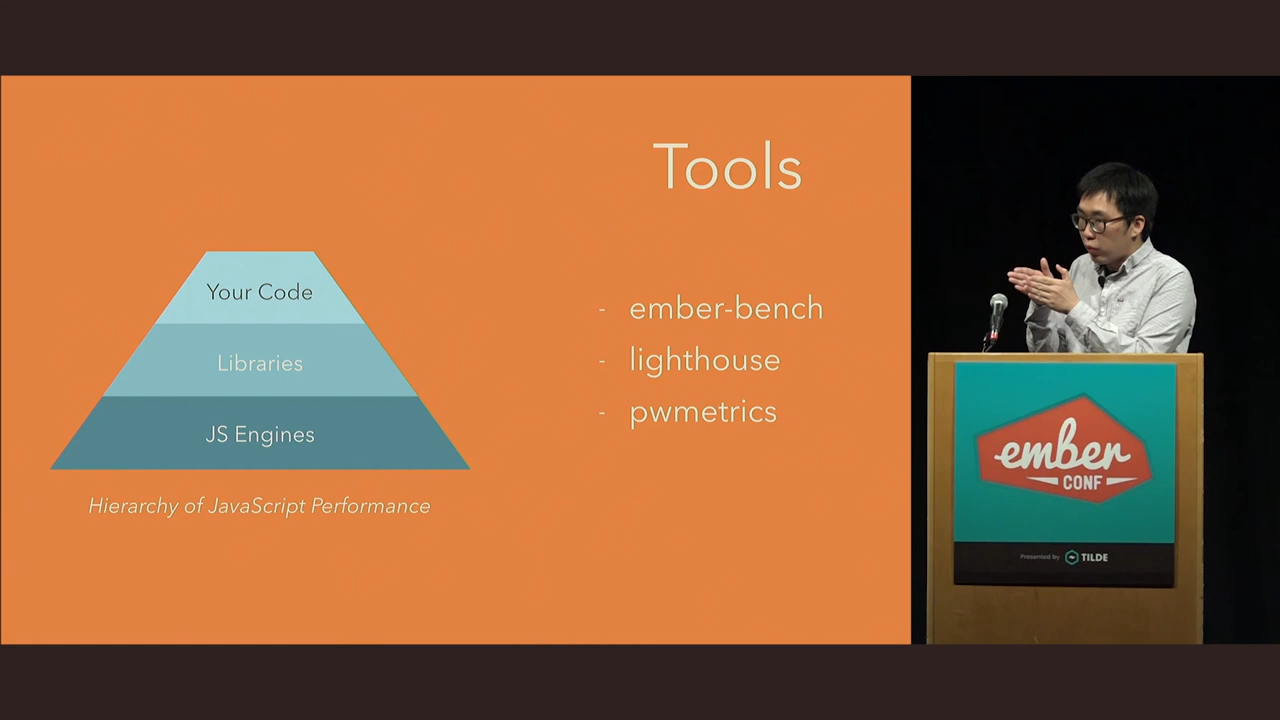 Tools
Your Code
Libraries
JS Engines
Hierarchy of JavaScript Performance
- ember-bench
- lighthouse
- pwmetrics
ember
CONF
Presented by TILDE